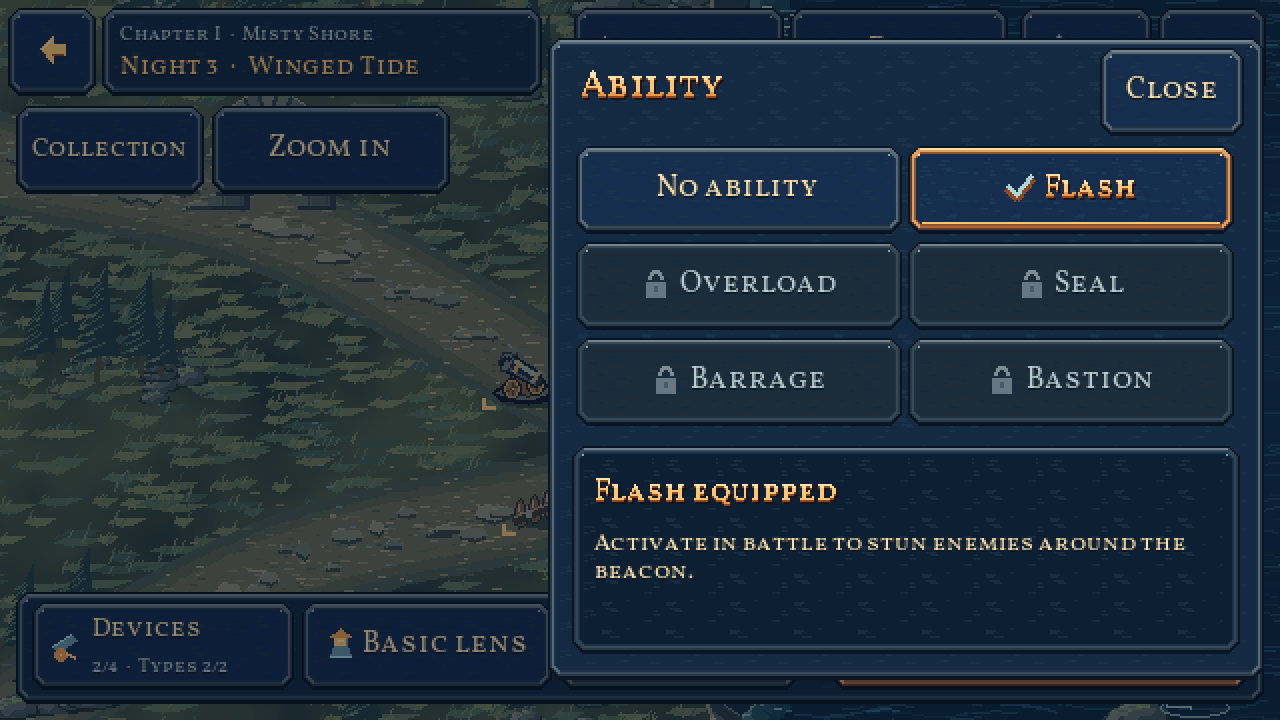 Chapter I · Misty Shore
Night 3 · Winged Tide
Collection
Zoom in
Ability
Close
No ability
Flash
Overload
Seal
Barrage
Bastion
Flash equipped
Activate in battle to stun enemies around the
beacon.
Devices
2/4 · Types 2/2
Basic lens